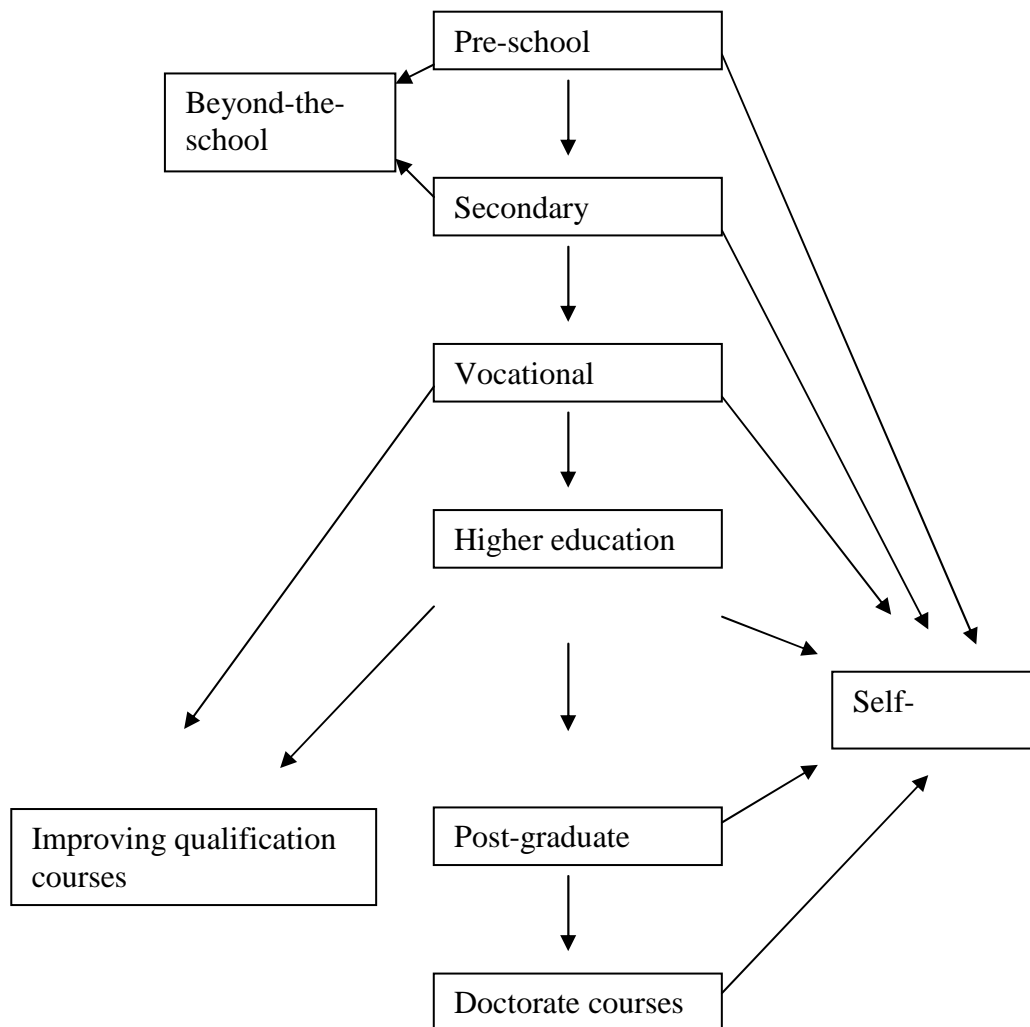 Pre-school
Beyond-the-
school
Secondary
Vocational
Higher education
Self-
Improving qualification
courses
Post-graduate
Doctorate courses